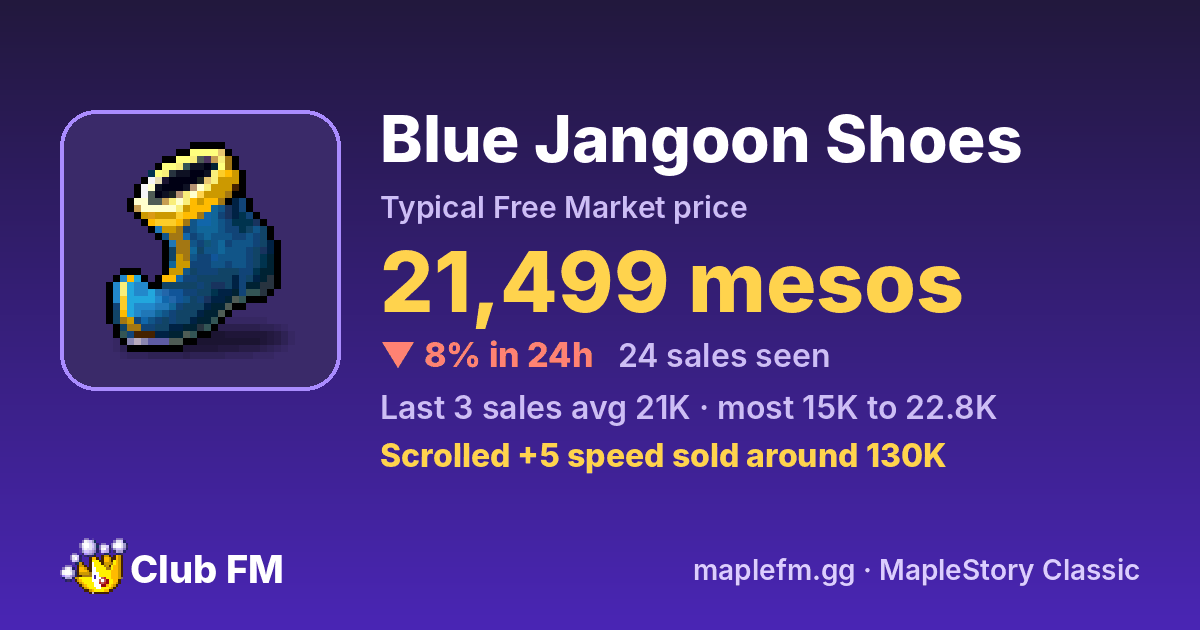 Blue Jangoon Shoes
Typical Free Market price
21,499 mesos
▼ 8% in 24h 24 sales seen
Last 3 sales avg 21K · most 15K to 22.8K
Scrolled +5 speed sold around 130K
Club FM
maplefm.gg · MapleStory Classic